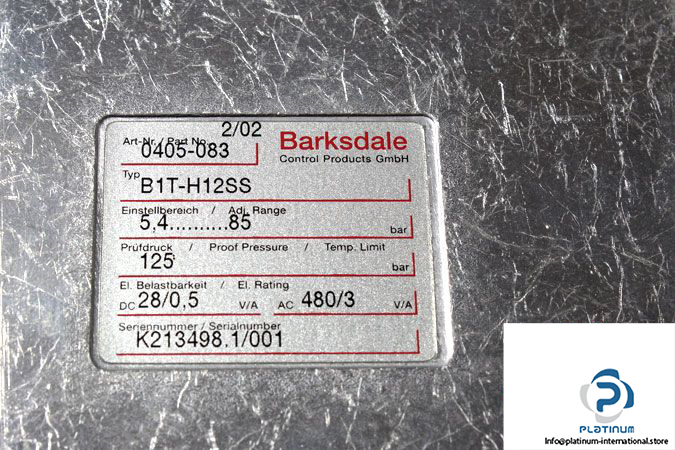 2/02
Art-Nr. / Part No.
0405-083
Barksdale
Control Products GmbH
Typ
B1T-H12SS
Einstellbereich / Adj. Range
5,4..........85 bar
Prüfdruck / Proof Pressure / Temp. Limit
125 bar
El. Belastbarkeit / El. Rating
DC 28/0,5 V/A AC 480/3 V/A
Seriennummer / Serialnumber
K213498.1/001
PLATINUM
Info@platinum-international.store